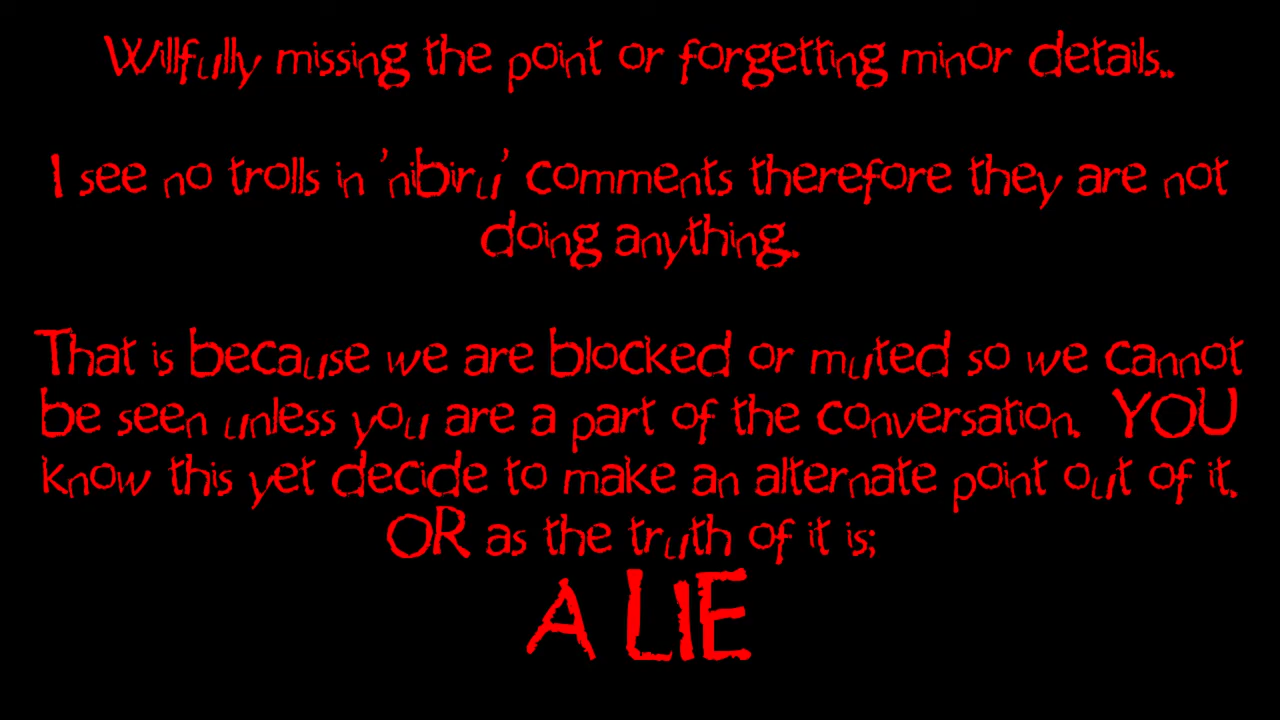 Willfully missing the point or forgetting minor details..
I see no trolls in 'nibiru' comments therefore they are not
doing anything..
That is because we are blocked or muted so we cannot
be seen unless you are a part of the conversation. YOU
know this yet decide to make an alternate point out of it.
OR as the truth of it is;
A LIE